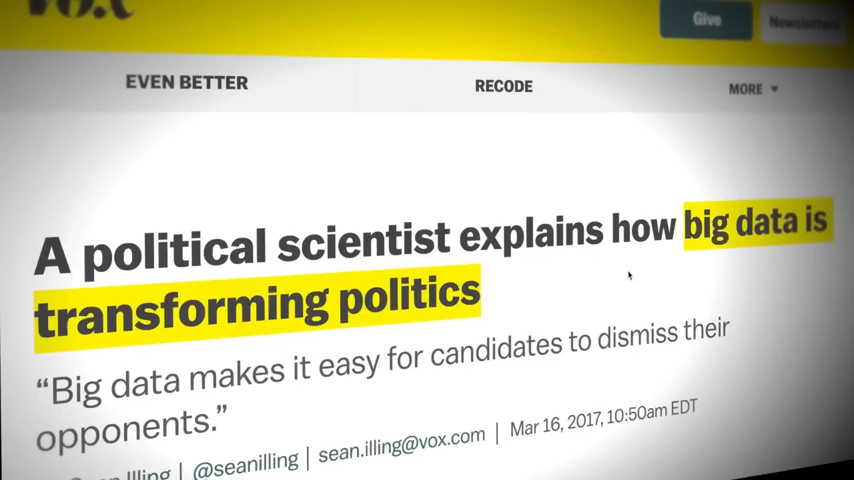 Vox
Give
Newsletters
EVEN BETTER
RECODE
MORE
A political scientist explains how big data is
transforming politics
“Big data makes it easy for candidates to dismiss their
opponents.”
Illing | @seanilling | sean.illing@vox.com | Mar 16, 2017, 10:50am EDT